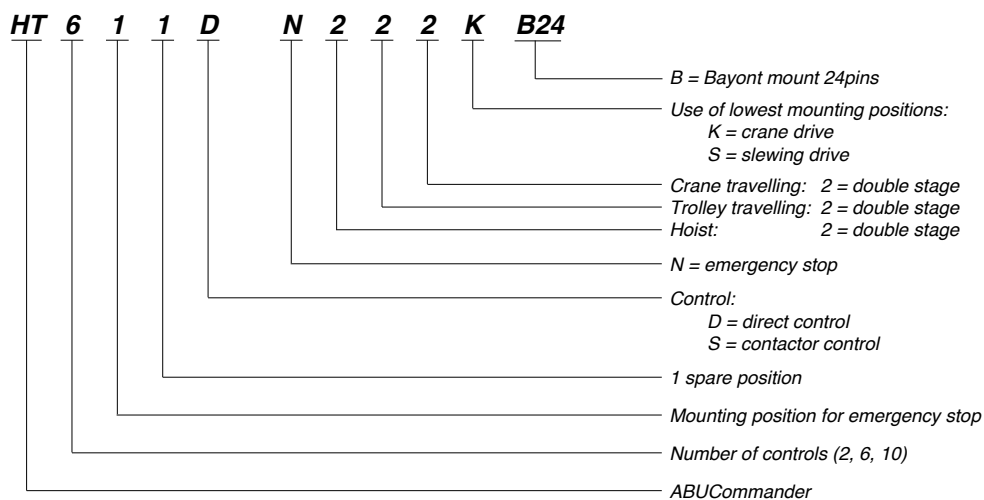 HT 6 1 1 D N 2 2 2 K B24
B = Bayont mount 24pins
Use of lowest mounting positions:
K = crane drive
S = slewing drive
Crane travelling: 2 = double stage
Trolley travelling: 2 = double stage
Hoist: 2 = double stage
N = emergency stop
Control:
D = direct control
S = contactor control
1 spare position
Mounting position for emergency stop
Number of controls (2, 6, 10)
ABUCommander